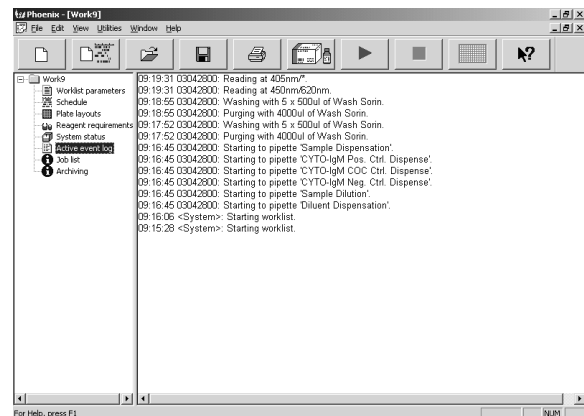 Phoenix - [Work9]
File Edit View Utilities Window Help
Work9
Worklist parameters
Schedule
Plate layouts
Reagent requirements
System status
Active event log
Job list
Archiving
09:19:31 03042800: Reading at 405nm/*.
09:19:31 03042800: Reading at 450nm/620nm.
09:18:55 03042800: Washing with 5 x 500ul of Wash Sorin.
09:18:55 03042800: Purging with 4000ul of Wash Sorin.
09:17:52 03042800: Washing with 5 x 500ul of Wash Sorin.
09:17:52 03042800: Purging with 4000ul of Wash Sorin.
09:16:45 03042800: Starting to pipette 'Sample Dispensation'.
09:16:45 03042800: Starting to pipette 'CYTO-IgM Pos. Ctrl. Dispense'.
09:16:45 03042800: Starting to pipette 'CYTO-IgM COC Ctrl. Dispense'.
09:16:45 03042800: Starting to pipette 'CYTO-IgM Neg. Ctrl. Dispense'.
09:16:45 03042800: Starting to pipette 'Sample Dilution'.
09:16:45 03042800: Starting to pipette 'Diluent Dispensation'.
09:16:06 <System>: Starting worklist.
09:15:28 <System>: Starting worklist.
For Help, press F1
NUM